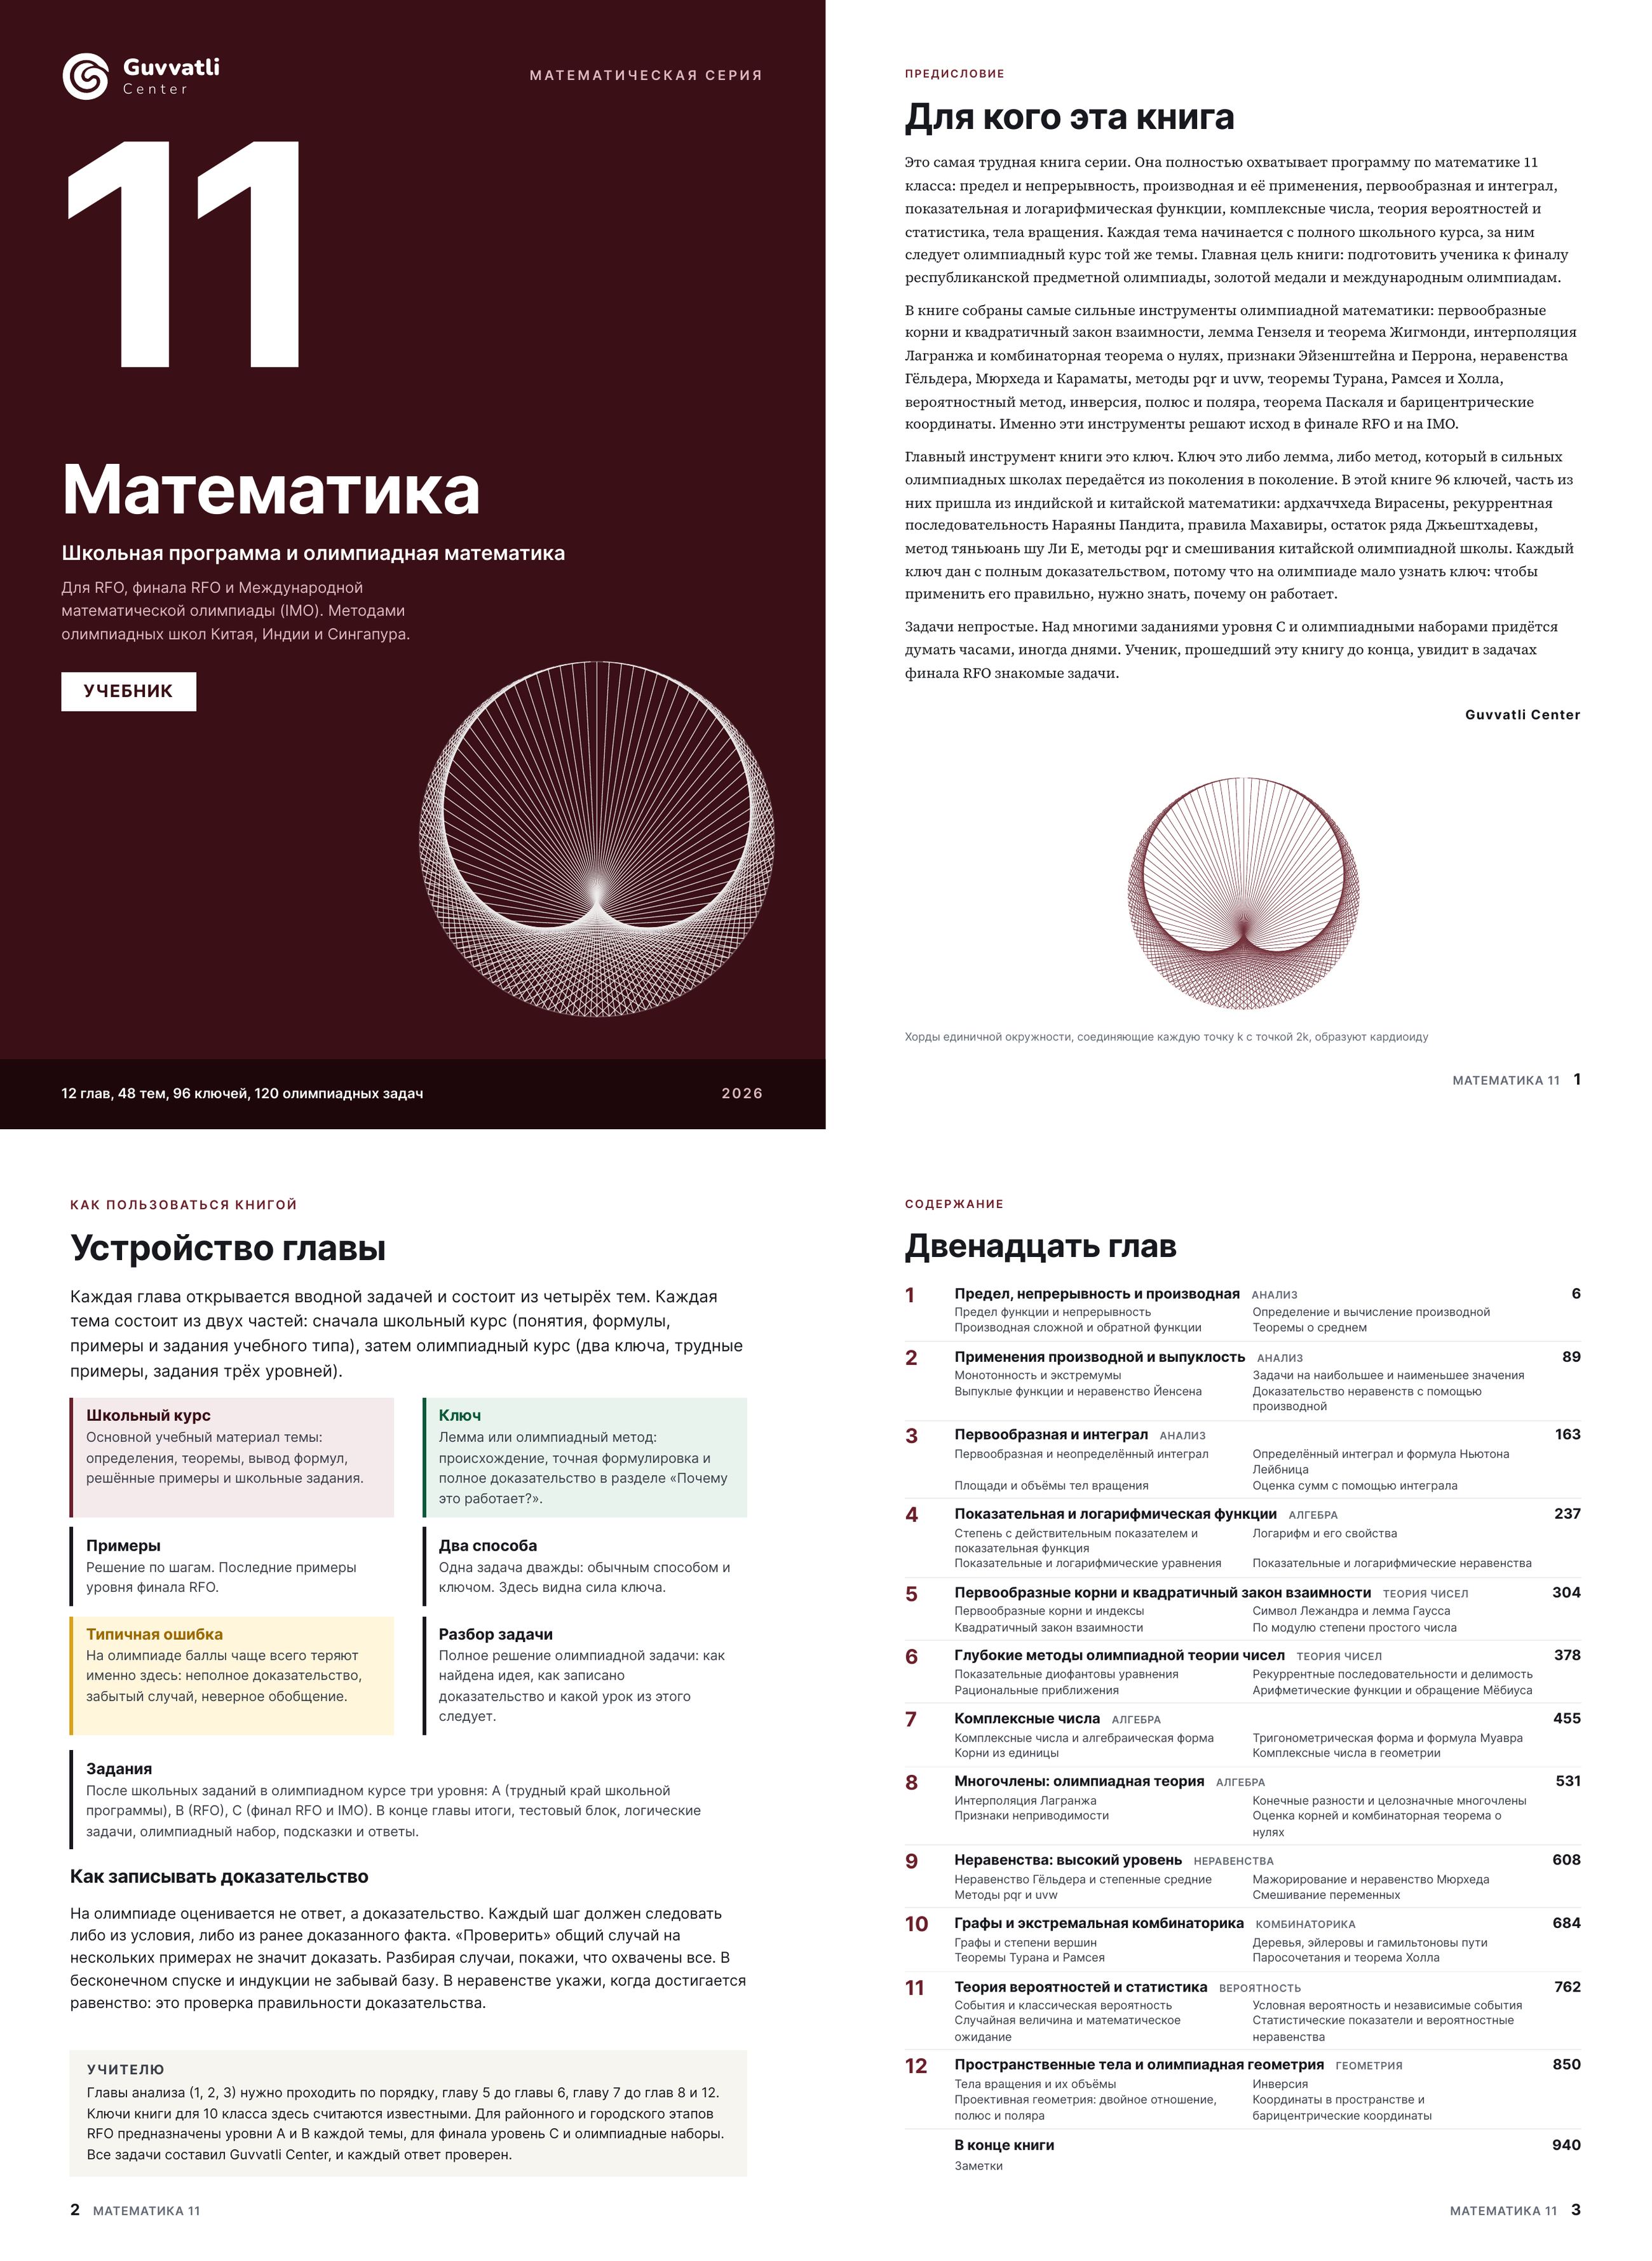 Guvvatli
Center
МАТЕМАТИЧЕСКАЯ СЕРИЯ
11
Математика
Школьная программа и олимпиадная математика
Для RFO, финала RFO и Международной
математической олимпиады (IMO). Методами
олимпиадных школ Китая, Индии и Сингапура.
УЧЕБНИК
12 глав, 48 тем, 96 ключей, 120 олимпиадных задач
2026
ПРЕДИСЛОВИЕ
Для кого эта книга
Это самая трудная книга серии. Она полностью охватывает программу по математике 11
класса: предел и непрерывность, производная и её применения, первообразная и интеграл,
показательная и логарифмическая функции, комплексные числа, теория вероятностей и
статистика, тела вращения. Каждая тема начинается с полного школьного курса, за ним
следует олимпиадный курс той же темы. Главная цель книги: подготовить ученика к финалу
республиканской предметной олимпиады, золотой медали и международным олимпиадам.
В книге собраны самые сильные инструменты олимпиадной математики: первообразные
корни и квадратичный закон взаимности, лемма Гензеля и теорема Жигмонди, интерполяция
Лагранжа и комбинаторная теорема о нулях, признаки Эйзенштейна и Перрона, неравенства
Гёльдера, Мюрхеда и Караматы, методы pqr и uvw, теоремы Турана, Рамсея и Холла,
вероятностный метод, инверсия, полюс и поляра, теорема Паскаля и барицентрические
координаты. Именно эти инструменты решают исход в финале RFO и на IMO.
Главный инструмент книги это ключ. Ключ это либо лемма, либо метод, который в сильных
олимпиадных школах передаётся из поколения в поколение. В этой книге 96 ключей, часть из
них пришла из индийской и китайской математики: ардхаччхеда Вирасены, рекуррентная
последовательность Нараяны Пандита, правила Махавиры, остаток ряда Джьештхадевы,
метод тяньюань шу Ли Е, методы pqr и смешивания китайской олимпиадной школы. Каждый
ключ дан с полным доказательством, потому что на олимпиаде мало узнать ключ: чтобы
применить его правильно, нужно знать, почему он работает.
Задачи непростые. Над многими заданиями уровня C и олимпиадными наборами придётся
думать часами, иногда днями. Ученик, прошедший эту книгу до конца, увидит в задачах
финала RFO знакомые задачи.
Guvvatli Center
Хорды единичной окружности, соединяющие каждую точку k с точкой 2k, образуют кардиоиду
МАТЕМАТИКА 11 1
КАК ПОЛЬЗОВАТЬСЯ КНИГОЙ
Устройство главы
Каждая глава открывается вводной задачей и состоит из четырёх тем. Каждая
тема состоит из двух частей: сначала школьный курс (понятия, формулы,
примеры и задания учебного типа), затем олимпиадный курс (два ключа, трудные
примеры, задания трёх уровней).
Школьный курс
Основной учебный материал темы:
определения, теоремы, вывод формул,
решённые примеры и школьные задания.
Ключ
Лемма или олимпиадный метод:
происхождение, точная формулировка и
полное доказательство в разделе «Почему
это работает?».
Примеры
Решение по шагам. Последние примеры
уровня финала RFO.
Два способа
Одна задача дважды: обычным способом и
ключом. Здесь видна сила ключа.
Типичная ошибка
На олимпиаде баллы чаще всего теряют
именно здесь: неполное доказательство,
забытый случай, неверное обобщение.
Разбор задачи
Полное решение олимпиадной задачи: как
найдена идея, как записано
доказательство и какой урок из этого
следует.
Задания
После школьных заданий в олимпиадном курсе три уровня: A (трудный край школьной
программы), B (RFO), C (финал RFO и IMO). В конце главы итоги, тестовый блок, логические
задачи, олимпиадный набор, подсказки и ответы.
Как записывать доказательство
На олимпиаде оценивается не ответ, а доказательство. Каждый шаг должен следовать
либо из условия, либо из ранее доказанного факта. «Проверить» общий случай на
нескольких примерах не значит доказать. Разбирая случаи, покажи, что охвачены все. В
бесконечном спуске и индукции не забывай базу. В неравенстве укажи, когда достигается
равенство: это проверка правильности доказательства.
УЧИТЕЛЮ
Главы анализа (1, 2, 3) нужно проходить по порядку, главу 5 до главы 6, главу 7 до глав 8 и 12.
Ключи книги для 10 класса здесь считаются известными. Для районного и городского этапов
RFO предназначены уровни A и B каждой темы, для финала уровень C и олимпиадные наборы.
Все задачи составил Guvvatli Center, и каждый ответ проверен.
2 МАТЕМАТИКА 11
СОДЕРЖАНИЕ
Двенадцать глав
1 Предел, непрерывность и производная АНАЛИЗ 6
Предел функции и непрерывность Определение и вычисление производной
Производная сложной и обратной функции Теоремы о среднем
2 Применения производной и выпуклость АНАЛИЗ 89
Монотонность и экстремумы Задачи на наибольшее и наименьшее значения
Выпуклые функции и неравенство Йенсена Доказательство неравенств с помощью
производной
3 Первообразная и интеграл АНАЛИЗ 163
Первообразная и неопределённый интеграл Определённый интеграл и формула Ньютона
Лейбница
Площади и объёмы тел вращения Оценка сумм с помощью интеграла
4 Показательная и логарифмическая функции АЛГЕБРА 237
Степень с действительным показателем и Логарифм и его свойства
показательная функция
Показательные и логарифмические уравнения Показательные и логарифмические неравенства
5 Первообразные корни и квадратичный закон взаимности ТЕОРИЯ ЧИСЕЛ 304
Первообразные корни и индексы Символ Лежандра и лемма Гаусса
Квадратичный закон взаимности По модулю степени простого числа
6 Глубокие методы олимпиадной теории чисел ТЕОРИЯ ЧИСЕЛ 378
Показательные диофантовы уравнения Рекуррентные последовательности и делимость
Рациональные приближения Арифметические функции и обращение Мёбиуса
7 Комплексные числа АЛГЕБРА 455
Комплексные числа и алгебраическая форма Тригонометрическая форма и формула Муавра
Корни из единицы Комплексные числа в геометрии
8 Многочлены: олимпиадная теория АЛГЕБРА 531
Интерполяция Лагранжа Конечные разности и целозначные многочлены
Признаки неприводимости Оценка корней и комбинаторная теорема о
нулях
9 Неравенства: высокий уровень НЕРАВЕНСТВА 608
Неравенство Гёльдера и степенные средние Мажорирование и неравенство Мюрхеда
Методы pqr и uvw Смешивание переменных
10 Графы и экстремальная комбинаторика КОМБИНАТОРИКА 684
Графы и степени вершин Деревья, эйлеровы и гамильтоновы пути
Теоремы Турана и Рамсея Паросочетания и теорема Холла
11 Теория вероятностей и статистика ВЕРОЯТНОСТЬ 762
События и классическая вероятность Условная вероятность и независимые события
Случайная величина и математическое Статистические показатели и вероятностные
ожидание неравенства
12 Пространственные тела и олимпиадная геометрия ГЕОМЕТРИЯ 850
Тела вращения и их объёмы Инверсия
Проективная геометрия: двойное отношение, Координаты в пространстве и
полюс и поляра барицентрические координаты
В конце книги 940
Заметки
МАТЕМАТИКА 11 3